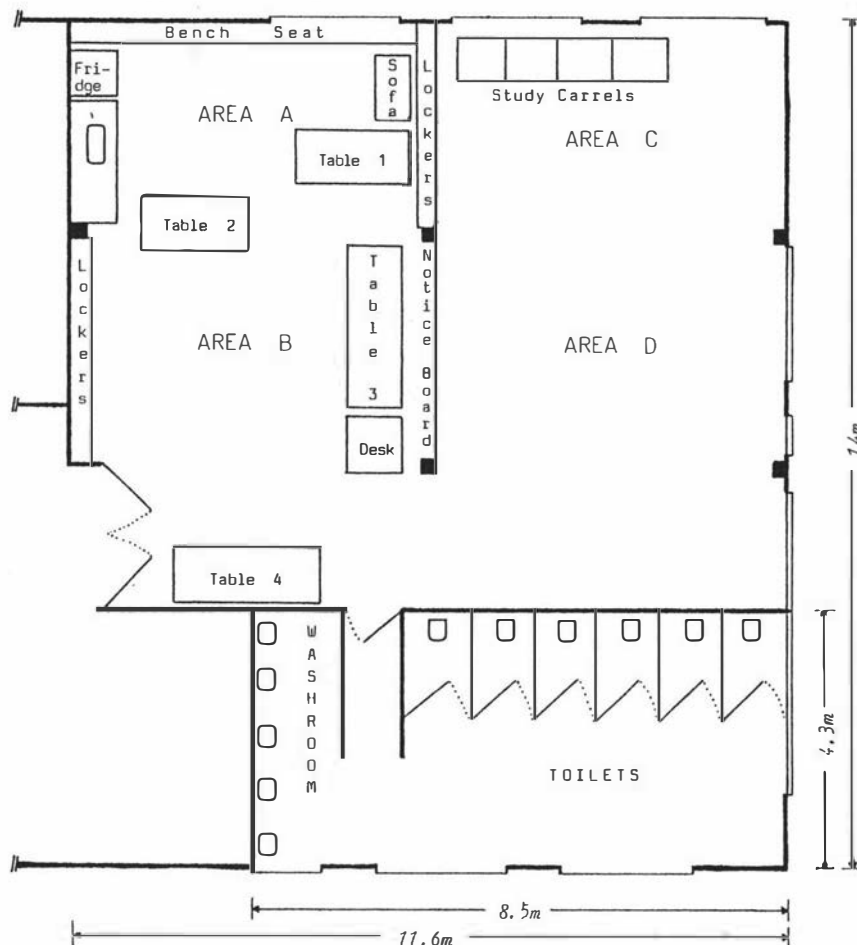 Bench Seat
Fri-
dge
Sofa
Lockers
Study Carrels
AREA A
AREA C
Table 1
Table 2
Lockers
Table 3
Notice Board
AREA B
AREA D
Desk
14m
Table 4
WASHROOM
TOILETS
4.3m
8.5m
11.6m